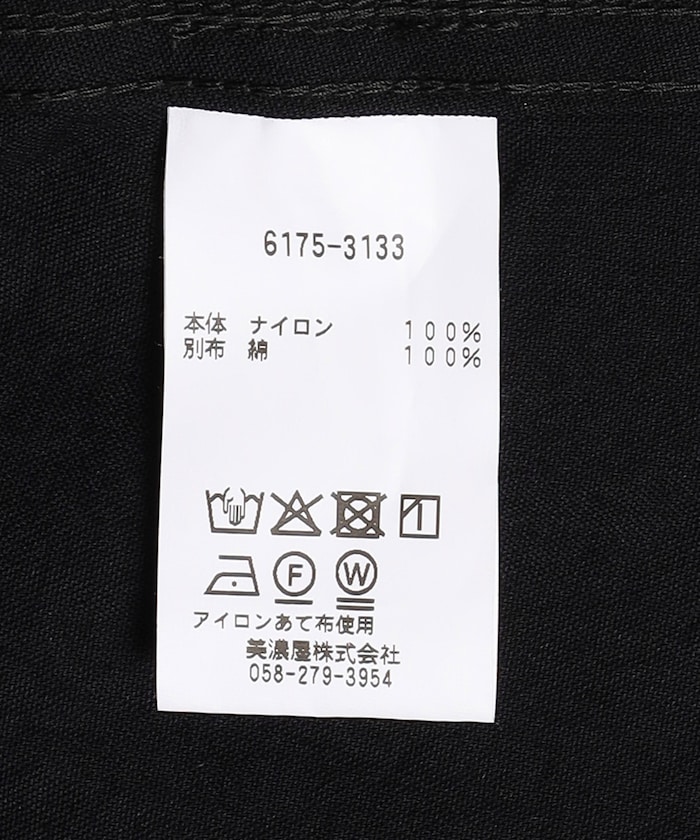 6175-3133
本体 ナイロン 100%
別布 綿 100%
F W
アイロンあて布使用
美濃屋株式会社
058-279-3954